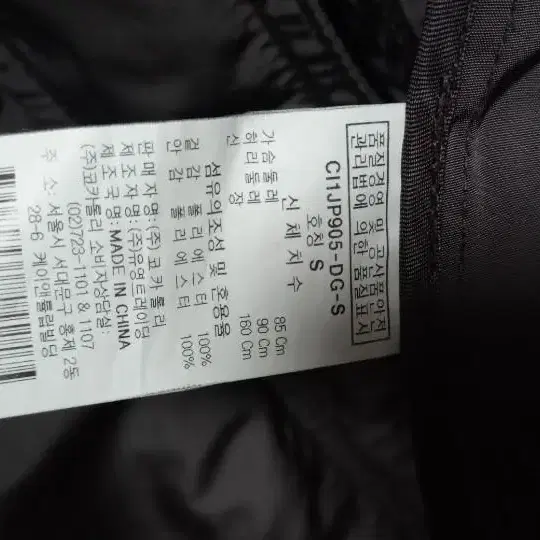 품질경영 및 공산품안전
관리법에 의한 품질표시
CI1JP905-DG-S
호칭 S
신 체 치 수
가슴둘레 85 Cm
허리둘레 90 Cm
신 장 160 Cm
섬유의조성 및 혼용율
겉 감 폴리에스터 100%
안 감 폴리에스터 100%
판매자명: (주)코카롤리
제조자명: (주)유영트레이딩
제조국명: MADE IN CHINA
(주)코카롤리 소비자상담실:
(02)723-1101 & 1107
주 소: 서울시 서대문구 홍제2동
28-6 케이앤롤리빌딩